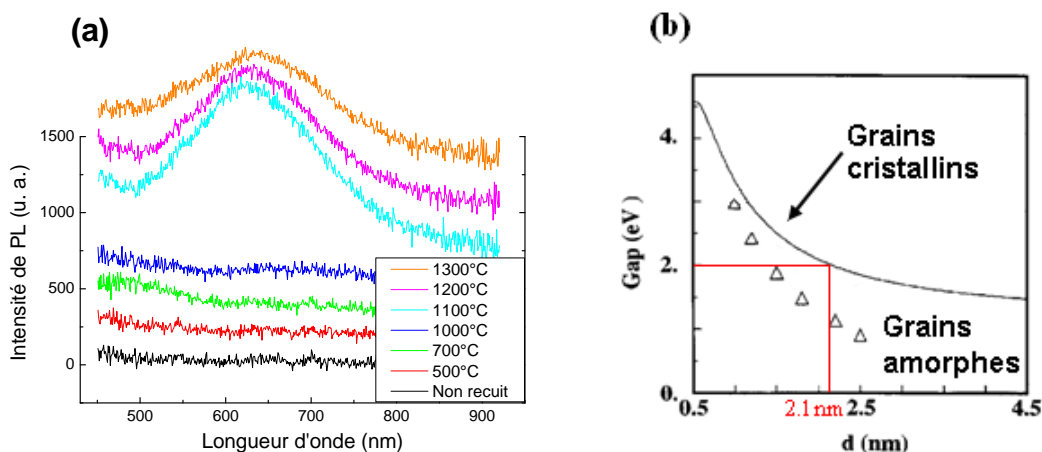 (a)
Intensité de PL (u. a.)
1500
1000
500
0
1300°C
1200°C
1100°C
1000°C
700°C
500°C
Non recuit
500
600
700
800
900
Longueur d'onde (nm)
(b)
Gap (eV)
4.
2.
0.
Grains
cristallins
Grains
amorphes
0.5
2.1 nm
2.5
4.5
d (nm)